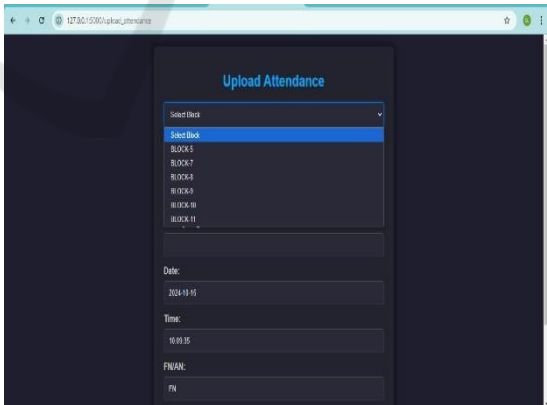 127.0.0.1:5000/upload_attendance
Upload Attendance
Select Block
Select Block
BLOCK-5
BLOCK-7
BLOCK-8
BLOCK-9
BLOCK-10
BLOCK-11
Date:
2024-10-16
Time:
10:09:35
FN/AN:
FN